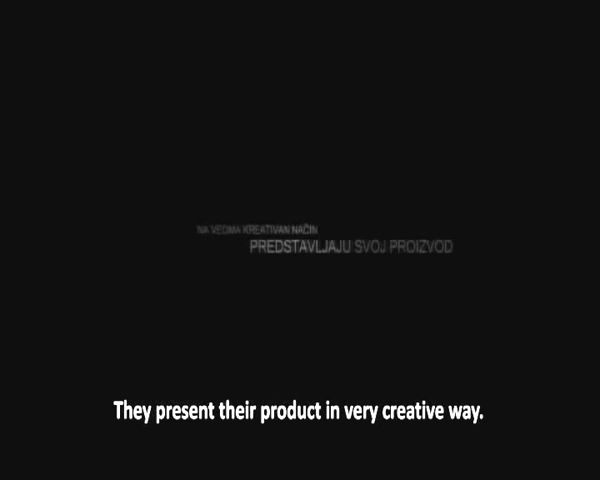 NA VEOMA KREATIVAN NAČIN
PREDSTAVLJAJU SVOJ PROIZVOD
They present their product in very creative way.